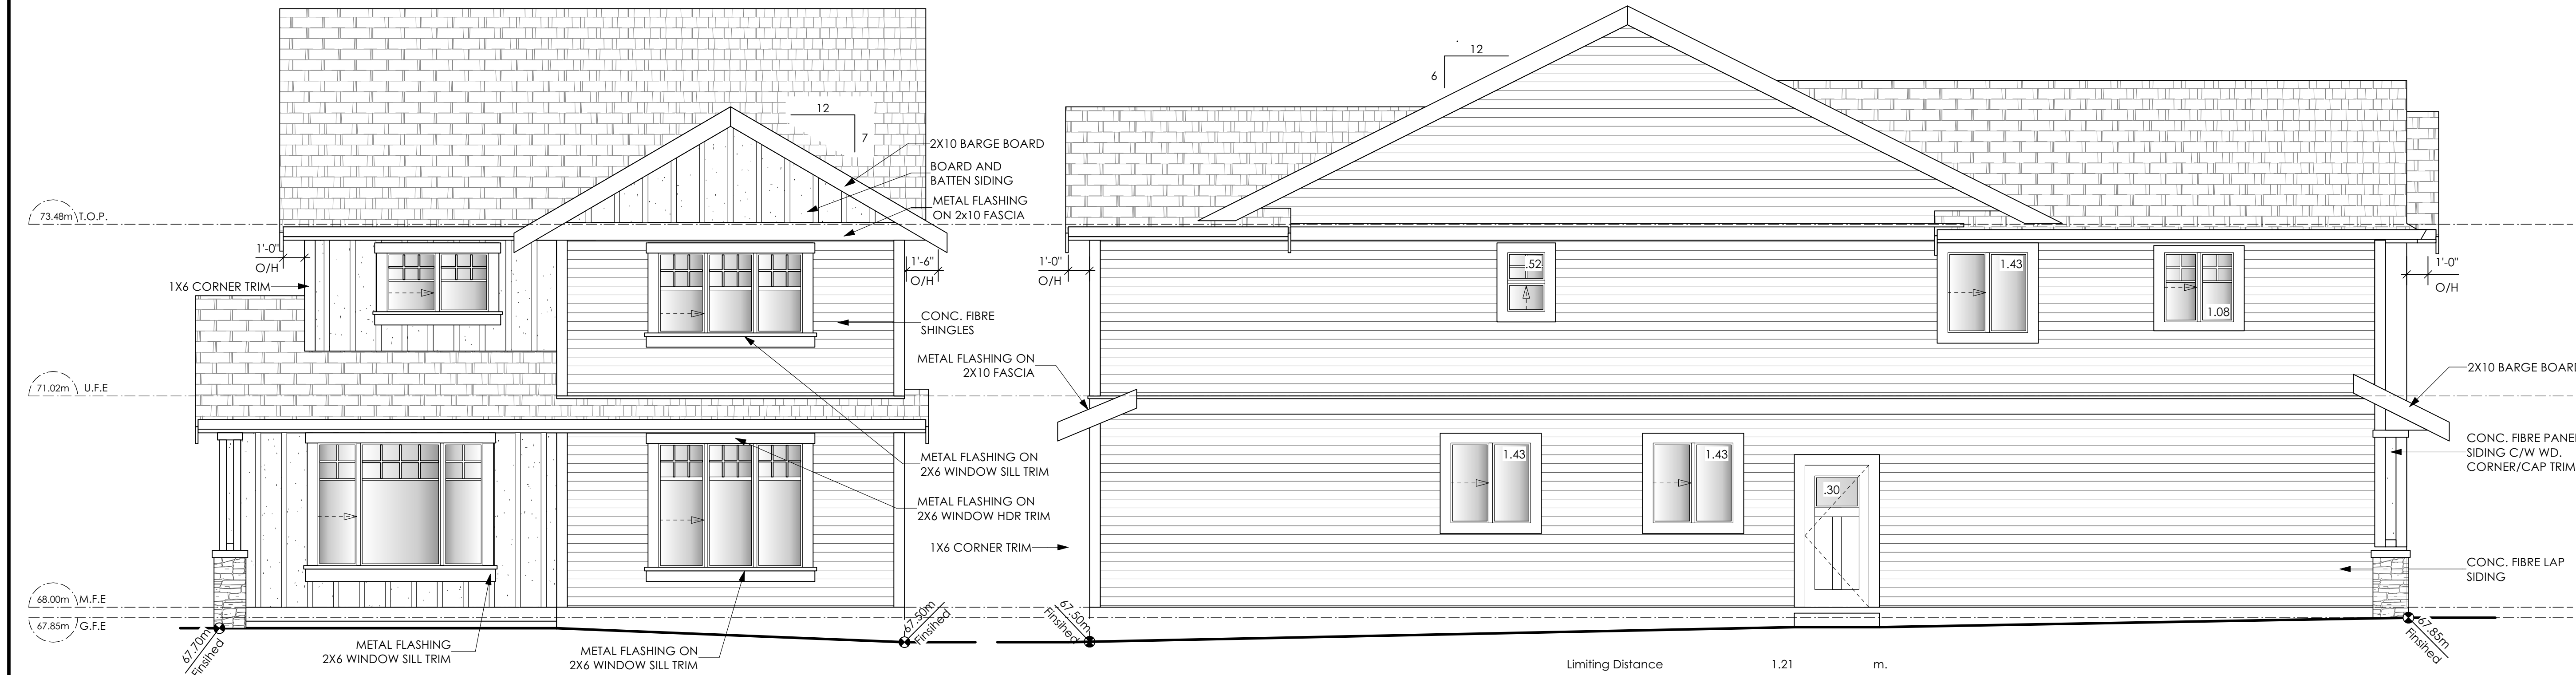 12
7
2X10 BARGE BOARD
BOARD AND
BATTEN SIDING
METAL FLASHING
ON 2x10 FASCIA
73.48m
T.O.P.
1'-0"
O/H
1'-6"
O/H
1X6 CORNER TRIM
CONC. FIBRE
SHINGLES
71.02m
U.F.E
METAL FLASHING ON
2X6 WINDOW SILL TRIM
METAL FLASHING ON
2X6 WINDOW HDR TRIM
68.00m
M.F.E
67.85m
G.F.E
67.70m
Finsihed
67.50m
Finsihed
METAL FLASHING
2X6 WINDOW SILL TRIM
METAL FLASHING ON
2X6 WINDOW SILL TRIM
12
6
1'-0"
O/H
.52
1.43
1.08
1'-0"
O/H
METAL FLASHING ON
2X10 FASCIA
2X10 BARGE BOARD
1.43
1.43
.30
CONC. FIBRE PANE
SIDING C/W WD.
CORNER/CAP TRIM
1X6 CORNER TRIM
CONC. FIBRE LAP
SIDING
67.50m
Finsihed
67.85m
Finsihed
Limiting Distance 1.21 m.